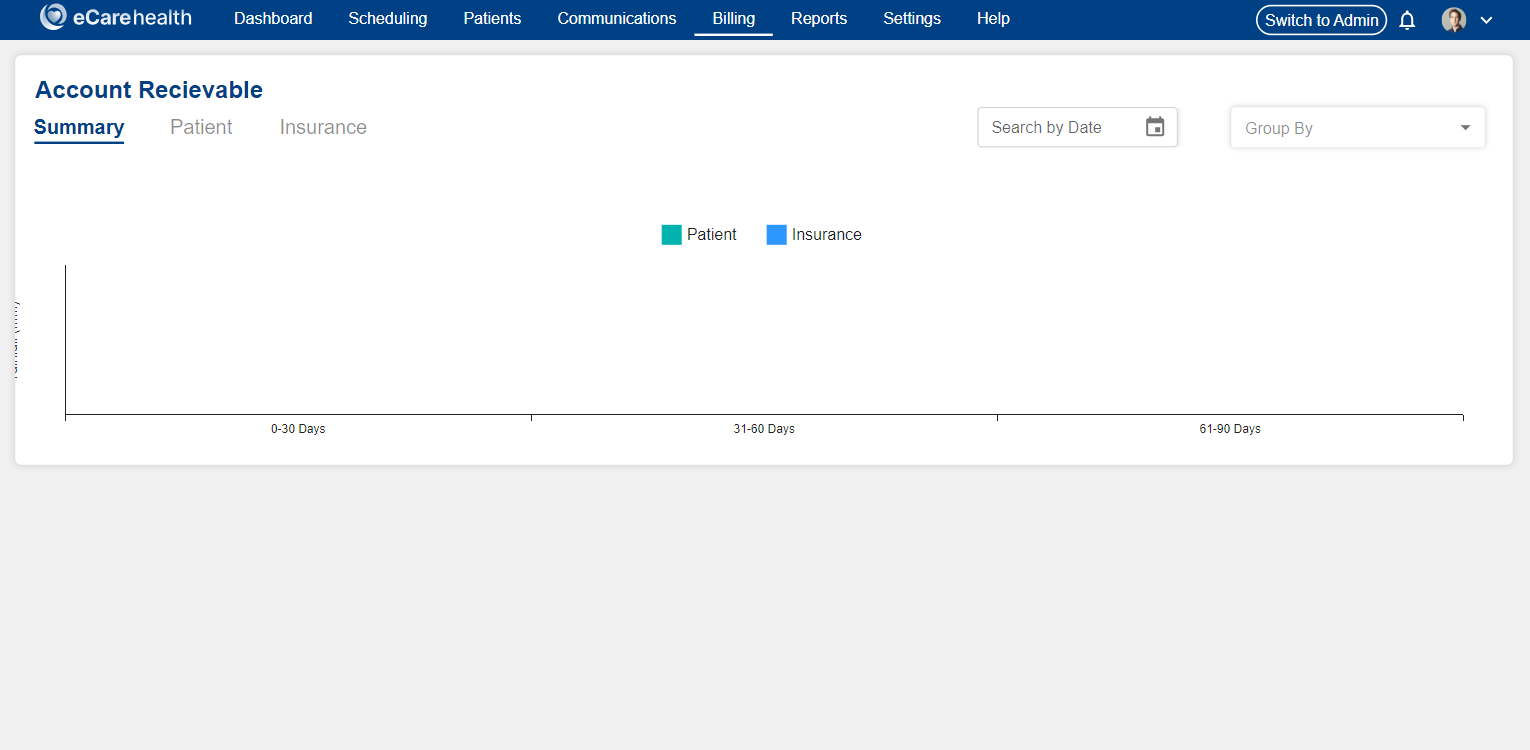 eCarehealth Dashboard Scheduling Patients Communications Billing Reports Settings Help Switch to Admin
Account Recievable
Summary Patient Insurance Search by Date Group By
Patient Insurance
0-30 Days 31-60 Days 61-90 Days